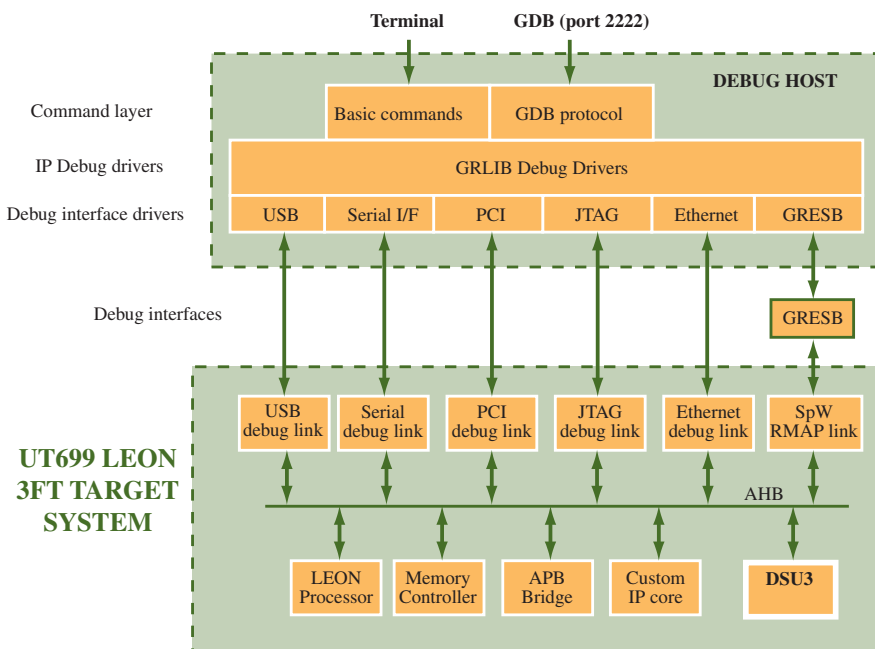 Terminal
GDB (port 2222)
DEBUG HOST
Command layer
Basic commands
GDB protocol
IP Debug drivers
GRLIB Debug Drivers
Debug interface drivers
USB
Serial I/F
PCI
JTAG
Ethernet
GRESB
Debug interfaces
GRESB
USB
debug link
Serial
debug link
PCI
debug link
JTAG
debug link
Ethernet
debug link
SpW
RMAP link
UT699 LEON
3FT TARGET
SYSTEM
AHB
LEON
Processor
Memory
Controller
APB
Bridge
Custom
IP core
DSU3